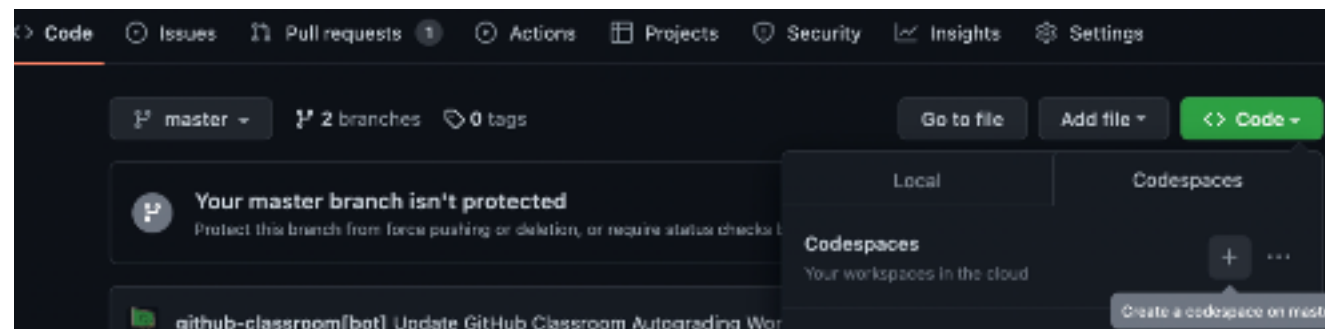 <> Code Issues Pull requests 1 Actions Projects Security Insights Settings
master 2 branches 0 tags Go to file Add file <> Code
Local Codespaces
Your master branch isn't protected
Protect this branch from force pushing or deletion, or require status checks
Codespaces
Your workspaces in the cloud
+ ...
Create a codespace on
github-classroom[bot] Update GitHub Classroom Autograding